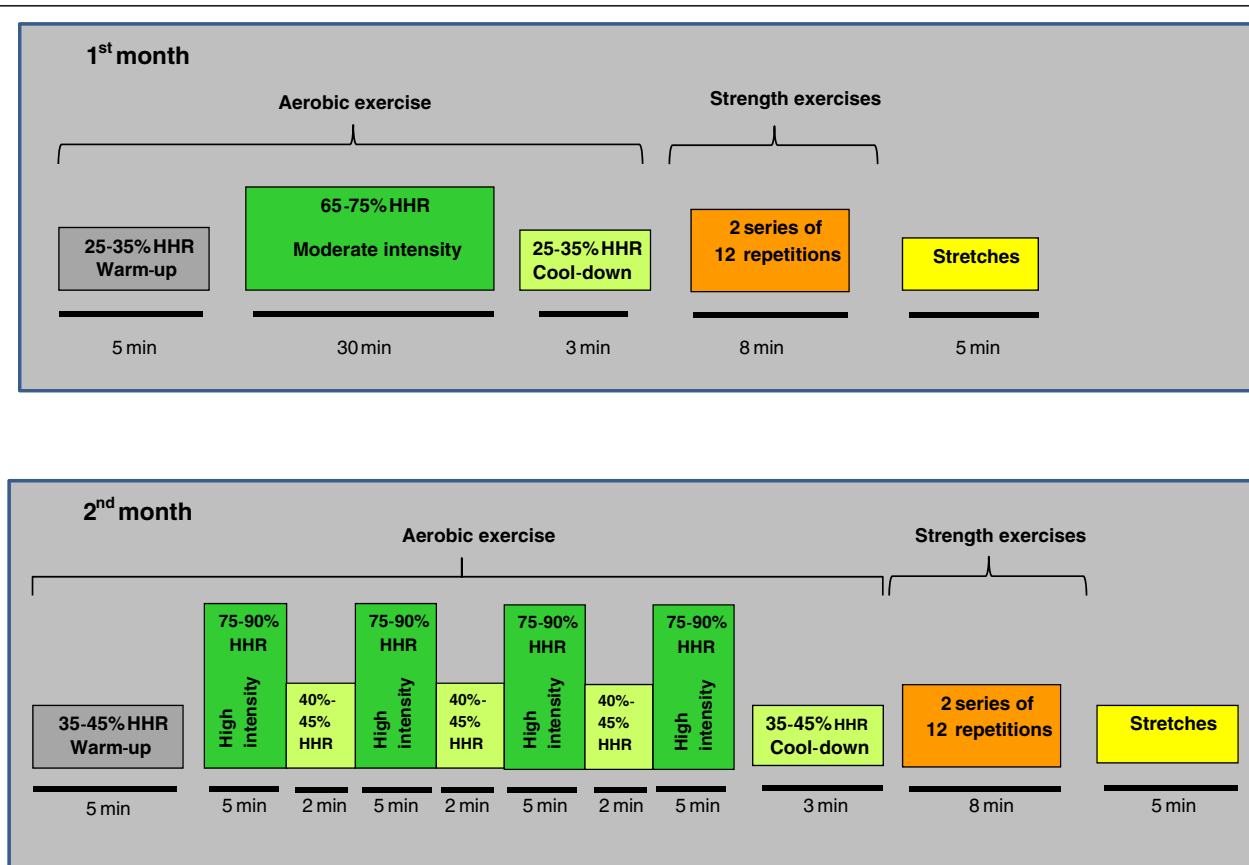 1st month
Aerobic exercise
Strength exercises
65-75% HHR
Moderate intensity
25-35% HHR
Warm-up
25-35% HHR
Cool-down
2 series of
12 repetitions
Stretches
5 min
30 min
3 min
8 min
5 min
2nd month
Aerobic exercise
Strength exercises
35-45% HHR
Warm-up
75-90%
HHR
High
intensity
40%-
45%
HHR
75-90%
HHR
High
intensity
40%-
45%
HHR
75-90%
HHR
High
intensity
40%-
45%
HHR
75-90%
HHR
High
intensity
35-45% HHR
Cool-down
2 series of
12 repetitions
Stretches
5 min
5 min
2 min
5 min
2 min
5 min
2 min
5 min
3 min
8 min
5 min